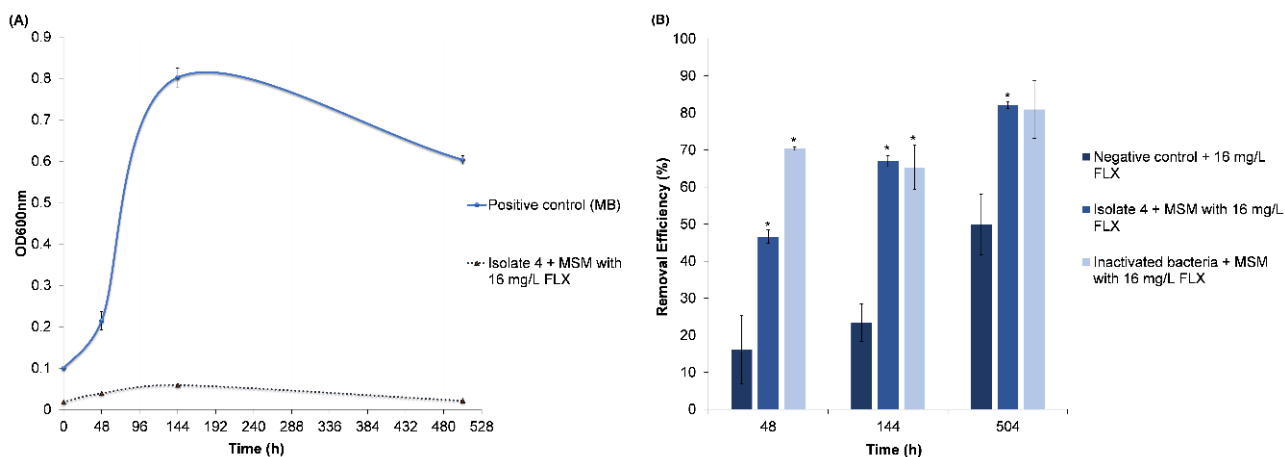 (A)
0.9
0.8
0.7
0.6
0.5
0.4
0.3
0.2
0.1
0
OD600nm
0 48 96 144 192 240 288 336 384 432 480 528
Time (h)
Positive control (MB)
Isolate 4 + MSM with
16 mg/L FLX
(B)
100
90
80
70
60
50
40
30
20
10
0
Removal Efficiency (%)
* * * * *
48 144 504
Time (h)
Negative control + 16 mg/L
FLX
Isolate 4 + MSM with 16 mg/L
FLX
Inactivated bacteria + MSM
with 16 mg/L FLX